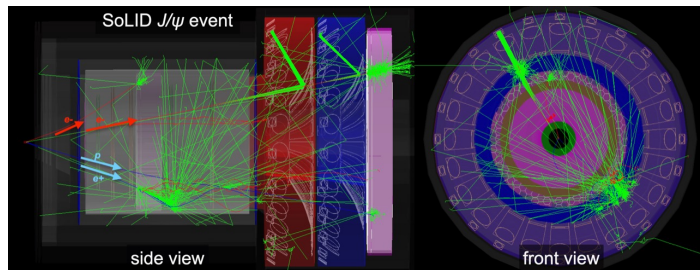 SoLID J/ψ event
e-
e-
p
e+
side view
front view